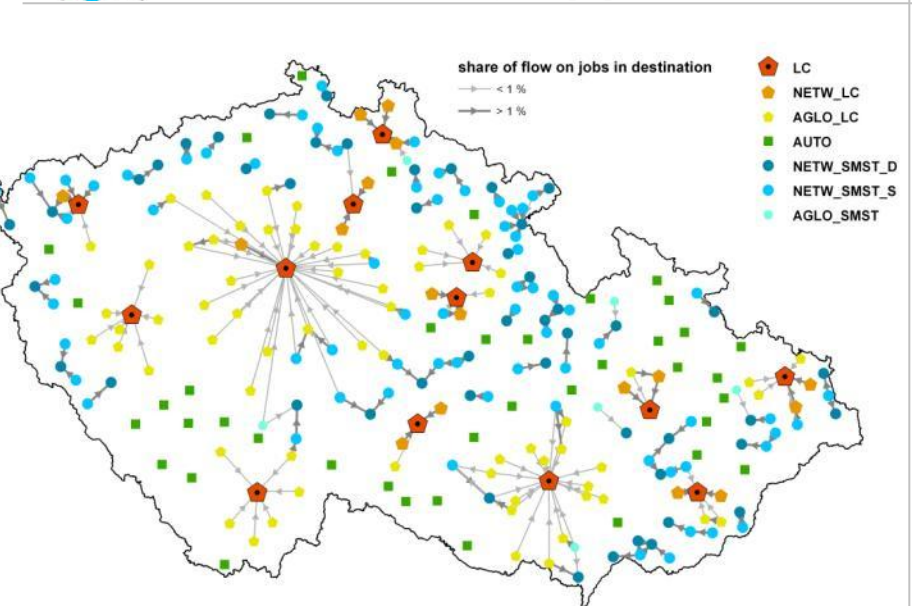 share of flow on jobs in destination
< 1 %
> 1 %
LC
NETW_LC
AGLO_LC
AUTO
NETW_SMST_D
NETW_SMST_S
AGLO_SMST